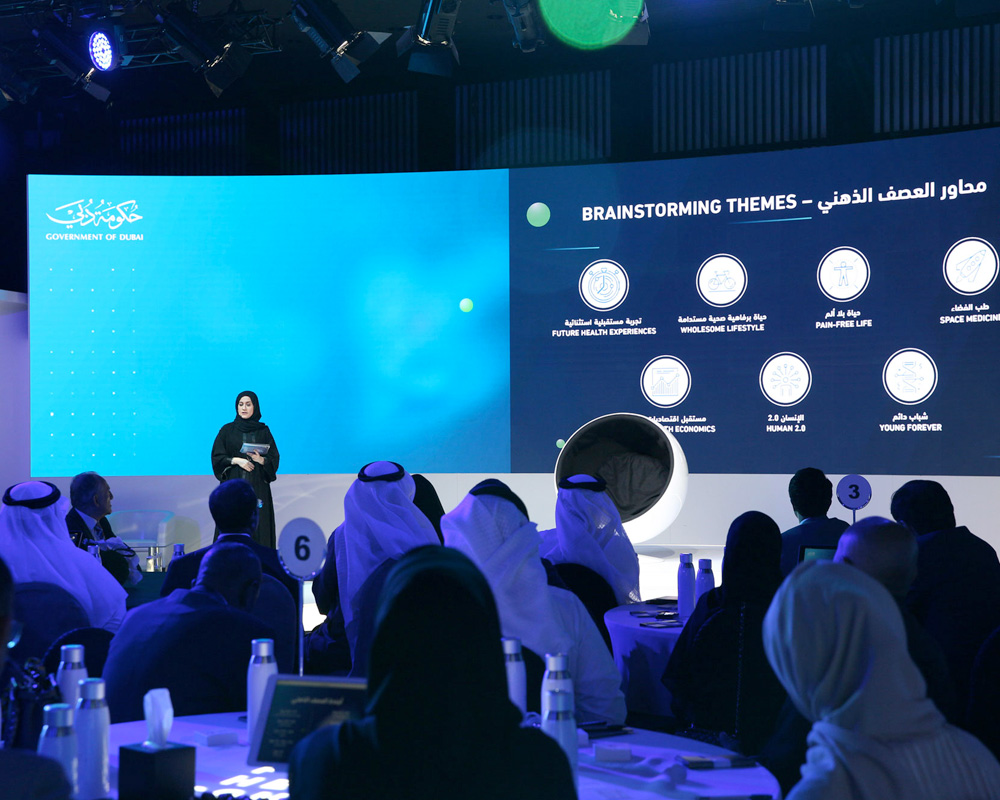 حكومة دبي
GOVERNMENT OF DUBAI
BRAINSTORMING THEMES – محاور العصف الذهني
تجربة مستقبلية استثنائية
FUTURE HEALTH EXPERIENCES
حياة برفاهية صحية مستدامة
WHOLESOME LIFESTYLE
حياة بلا ألم
PAIN-FREE LIFE
طب الفضاء
SPACE MEDICINE
مستقبل
ECONOMICS
الإنسان 2.0
HUMAN 2.0
شباب دائم
YOUNG FOREVER
6
3